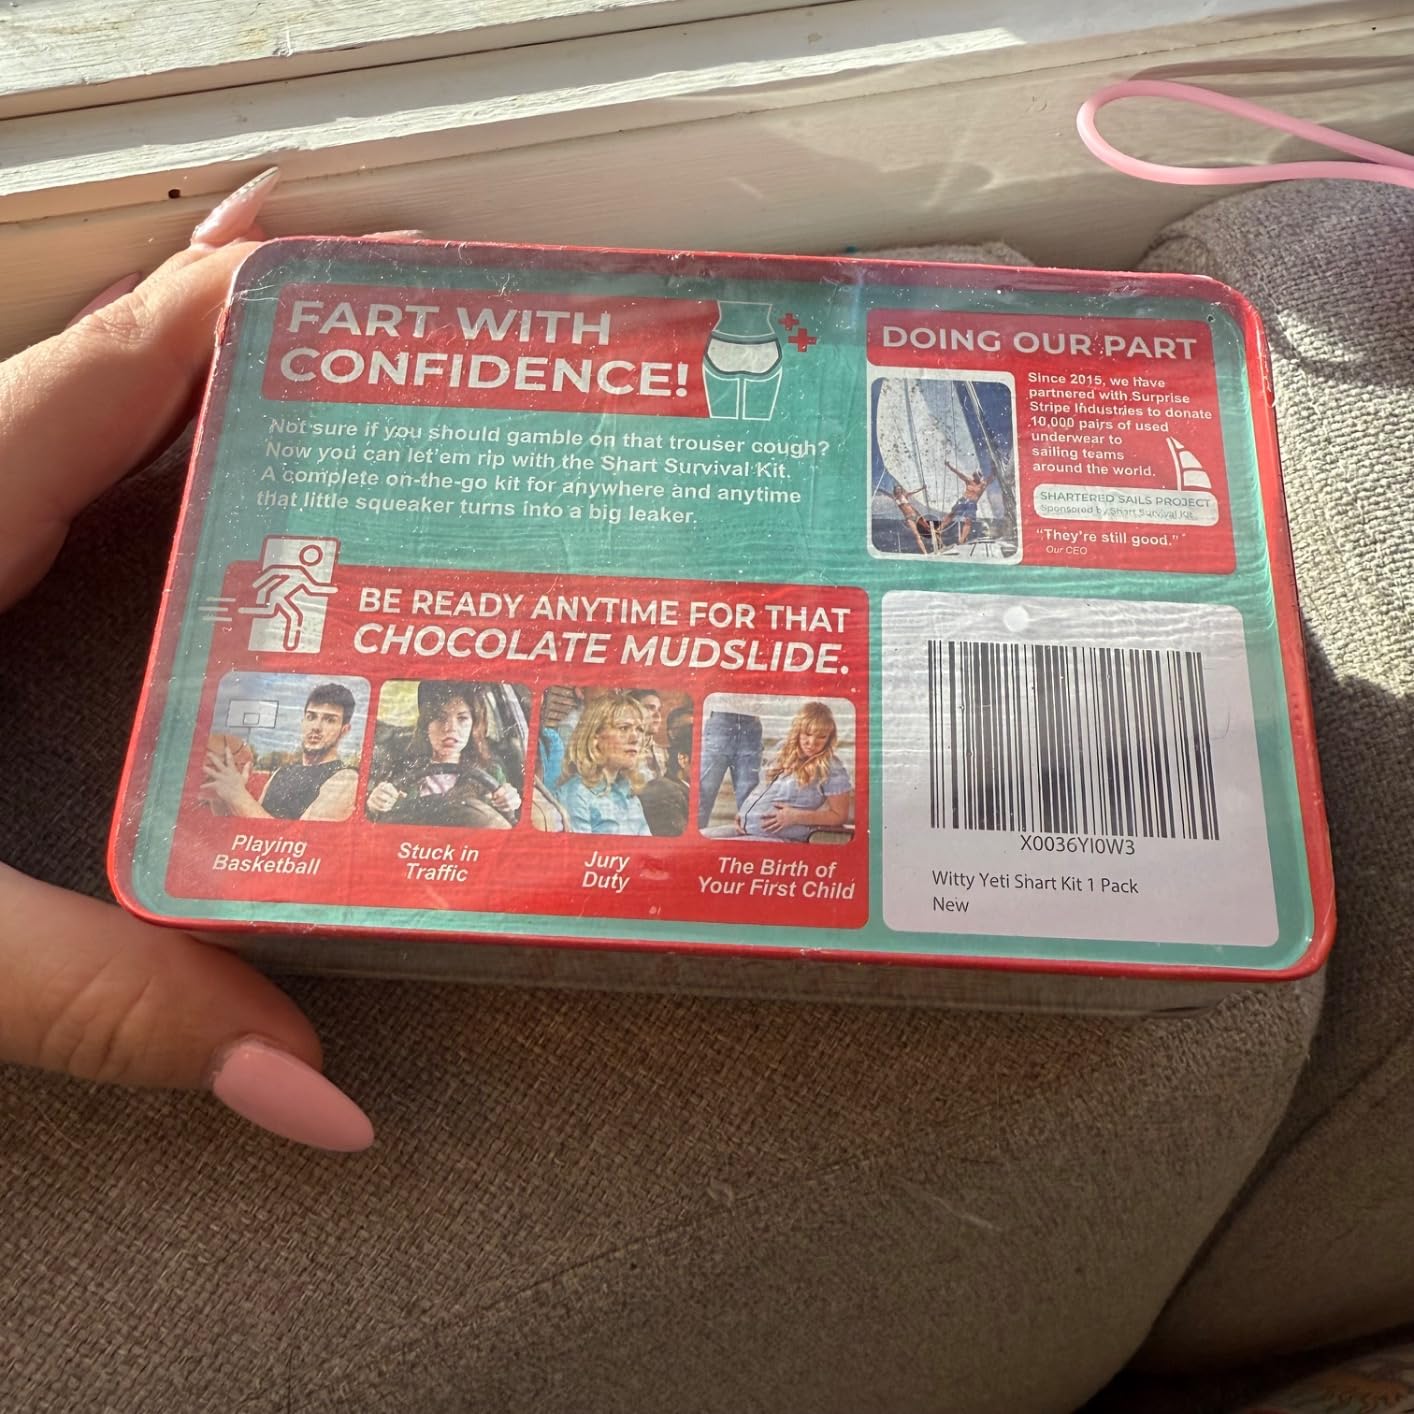 FART WITH
CONFIDENCE!
Not sure if you should gamble on that trouser cough?
Now you can let'em rip with the Shart Survival Kit.
A complete on-the-go kit for anywhere and anytime
that little squeaker turns into a big leaker.
DOING OUR PART
Since 2015, we have
partnered with Surprise
Stripe Industries to donate
10,000 pairs of used
underwear to
sailing teams
around the world.
SHARTERED SAILS PROJECT
Sponsored by Shart Survival Kit
"They're still good."
Our CEO
BE READY ANYTIME FOR THAT
CHOCOLATE MUDSLIDE.
Playing
Basketball
Stuck in
Traffic
Jury
Duty
The Birth of
Your First Child
X0036YI0W3
Witty Yeti Shart Kit 1 Pack
New